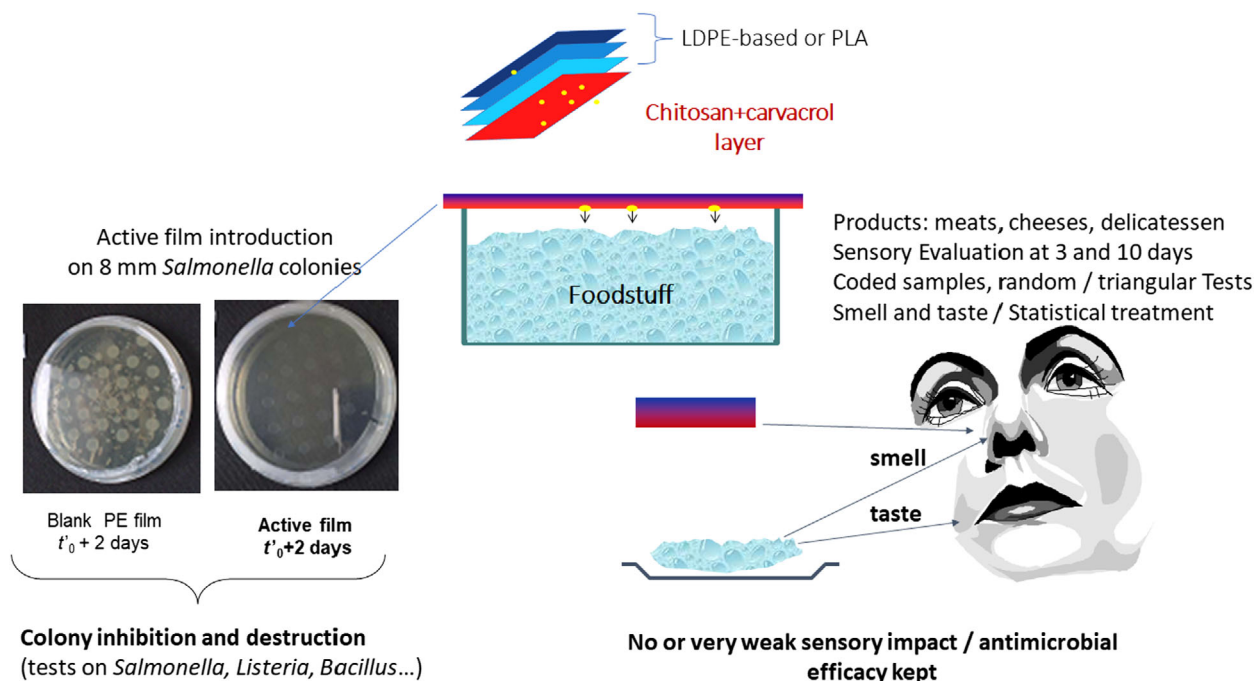 LDPE-based or PLA
Chitosan+carvacrol
layer
Active film introduction
on 8 mm Salmonella colonies
Foodstuff
Products: meats, cheeses, delicatessen
Sensory Evaluation at 3 and 10 days
Coded samples, random / triangular Tests
Smell and taste / Statistical treatment
smell
taste
Blank PE film
t'₀ + 2 days
Active film
t'₀+2 days
Colony inhibition and destruction
(tests on Salmonella, Listeria, Bacillus...)
No or very weak sensory impact / antimicrobial
efficacy kept